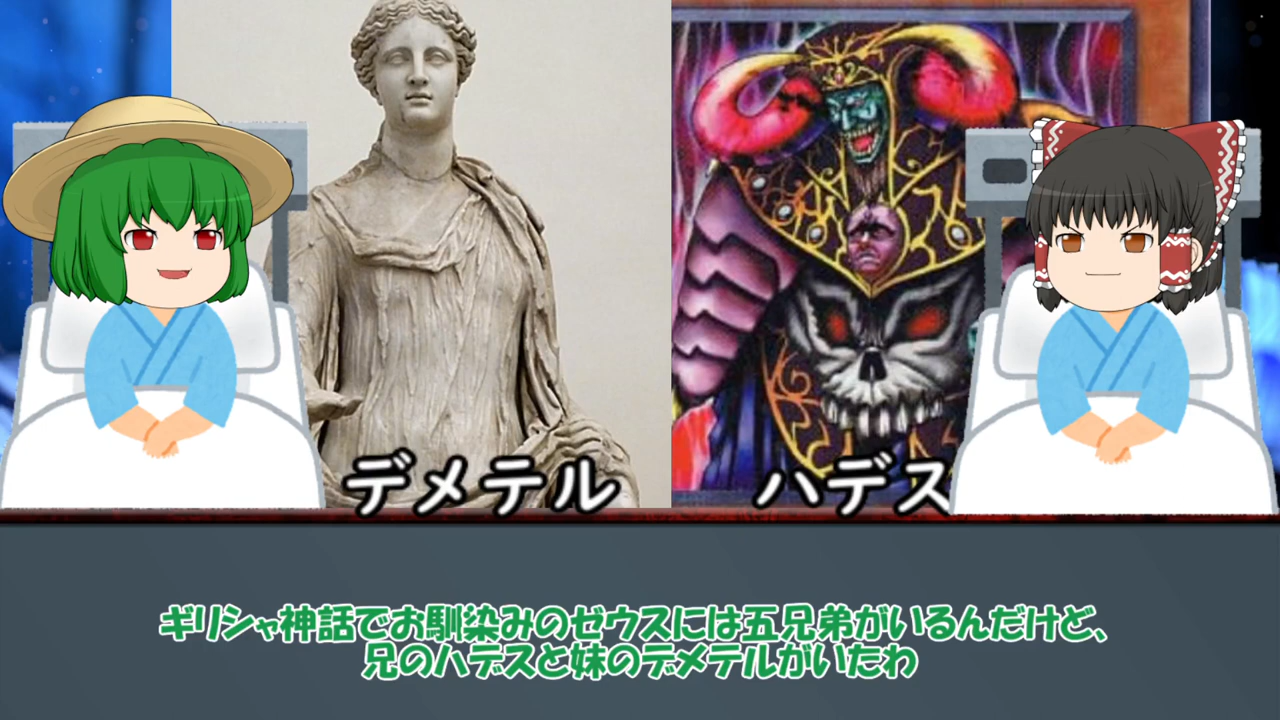 デメテル
ハデス
ギリシャ神話でお馴染みのゼウスには五兄弟がいるんだけど、
兄のハデスと妹のデメテルがいたわ